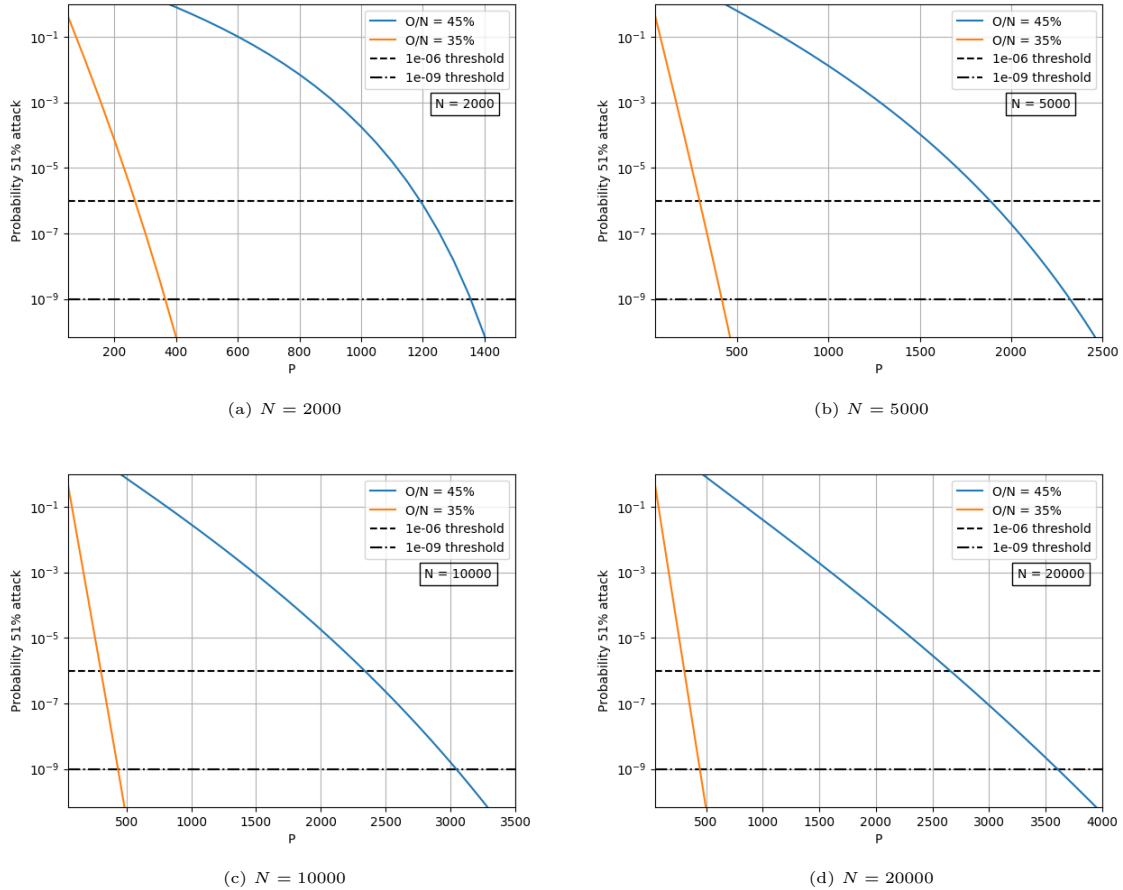 10⁻¹
10⁻³
10⁻⁵
10⁻⁷
10⁻⁹
Probability 51% attack
O/N = 45%
O/N = 35%
1e-06 threshold
1e-09 threshold
N = 2000
200 400 600 800 1000 1200 1400
P
(a) N = 2000
10⁻¹
10⁻³
10⁻⁵
10⁻⁷
10⁻⁹
Probability 51% attack
O/N = 45%
O/N = 35%
1e-06 threshold
1e-09 threshold
N = 5000
500 1000 1500 2000 2500
P
(b) N = 5000
10⁻¹
10⁻³
10⁻⁵
10⁻⁷
10⁻⁹
Probability 51% attack
O/N = 45%
O/N = 35%
1e-06 threshold
1e-09 threshold
N = 10000
500 1000 1500 2000 2500 3000 3500
P
(c) N = 10000
10⁻¹
10⁻³
10⁻⁵
10⁻⁷
10⁻⁹
Probability 51% attack
O/N = 45%
O/N = 35%
1e-06 threshold
1e-09 threshold
N = 20000
500 1000 1500 2000 2500 3000 3500 4000
P
(d) N = 20000